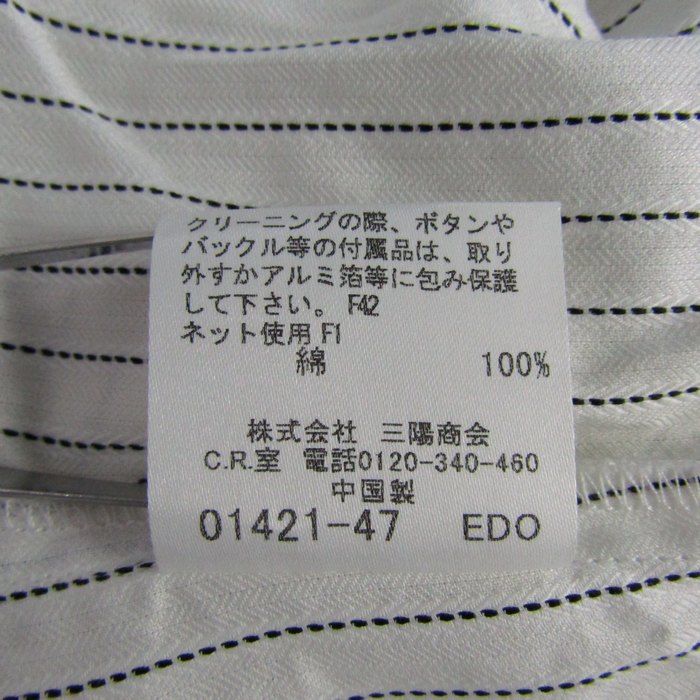 クリーニングの際、ボタンや
バックル等の付属品は、取り
外すかアルミ箔等に包み保護
して下さい。 F42
ネット使用 F1
綿 100%
株式会社 三陽商会
C.R.室 電話0120-340-460
中国製
01421-47 EDO